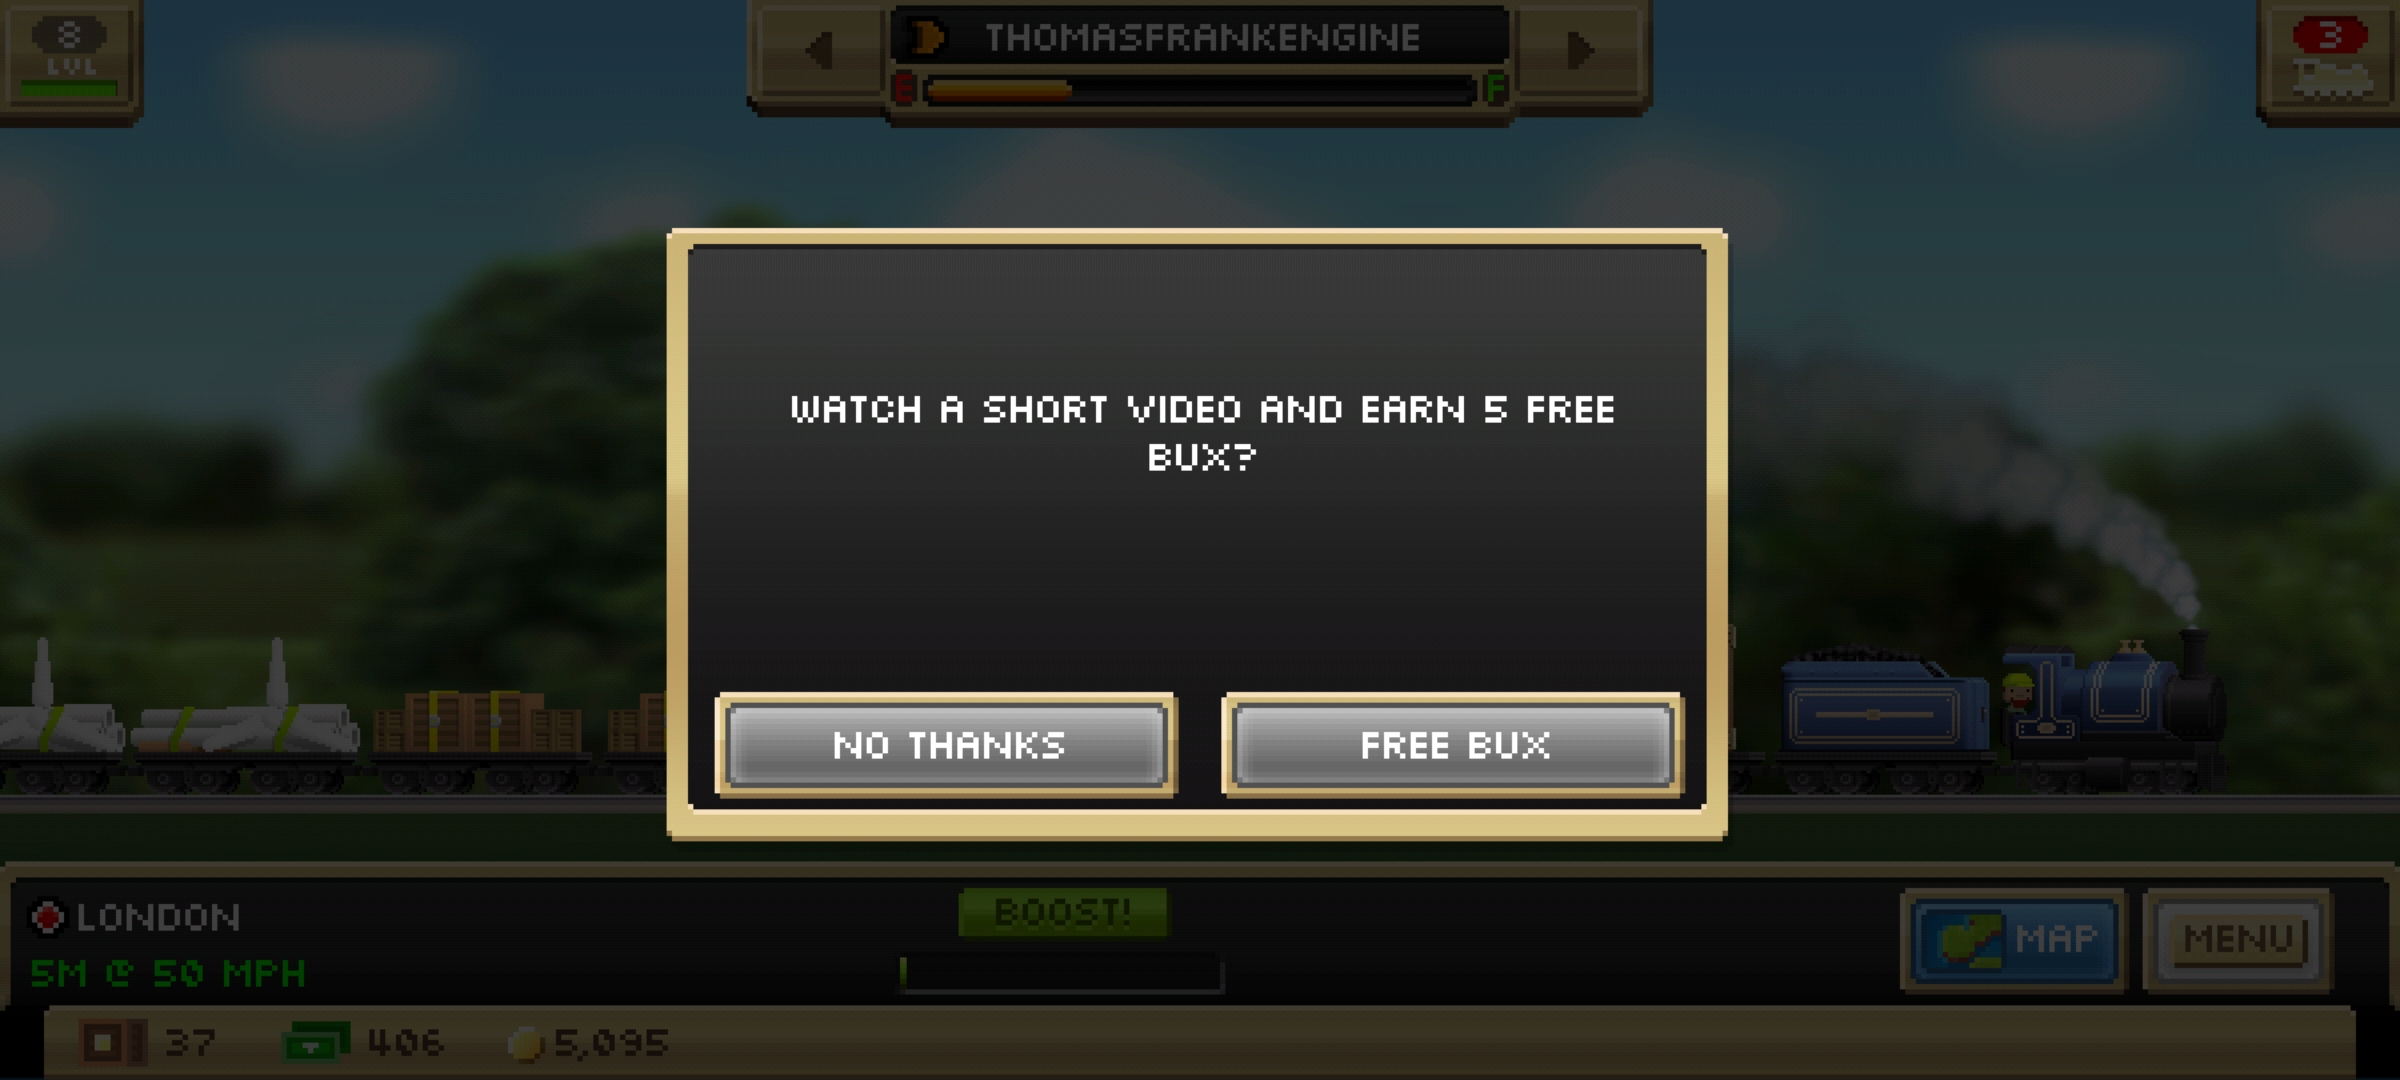 8
LVL
THOMASFRANKENGINE
E
F
3
WATCH A SHORT VIDEO AND EARN 5 FREE
BUX?
NO THANKS
FREE BUX
LONDON
5M @ 50 MPH
BOOST!
MAP
MENU
37
406
5,095